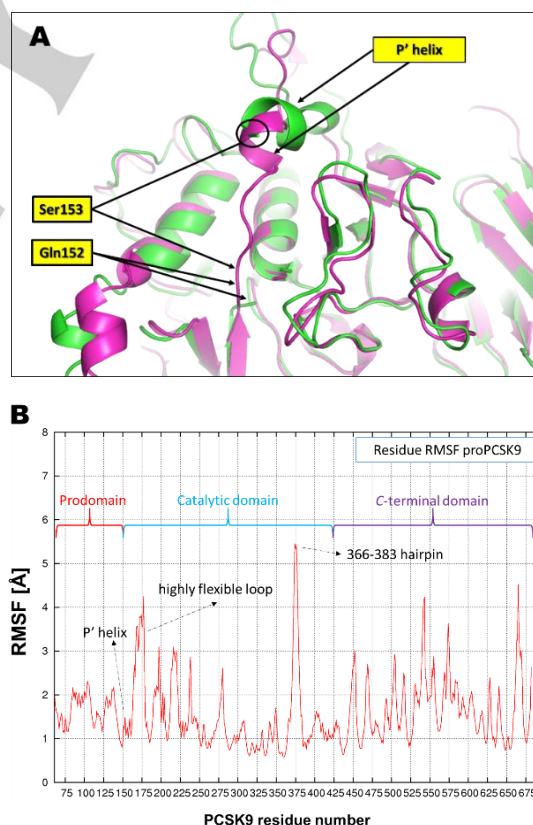 A
P' helix
Ser153
Gln152
B
Residue RMSF proPCSK9
Prodomain
Catalytic domain
C-terminal domain
366-383 hairpin
highly flexible loop
P' helix
RMSF [Å]
8
7
6
5
4
3
2
1
0
75 100 125 150 175 200 225 250 275 300 325 350 375 400 425 450 475 500 525 550 575 600 625 650 675
PCSK9 residue number